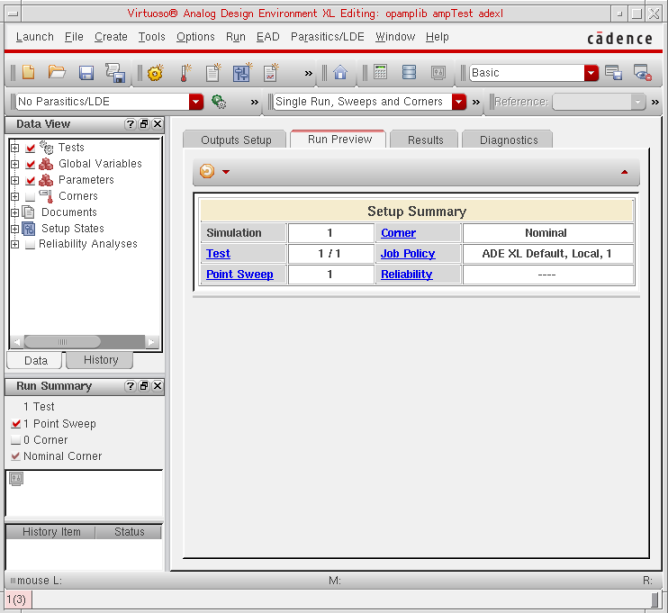 Virtuoso® Analog Design Environment XL Editing: opamplib ampTest adexl
Launch File Create Tools Options Run EAD Parasitics/LDE Window Help
cādence
» Basic
No Parasitics/LDE » Single Run, Sweeps and Corners » Reference: »
Data View
Tests
Global Variables
Parameters
Corners
Documents
Setup States
Reliability Analyses
Data History
Run Summary
1 Test
1 Point Sweep
0 Corner
Nominal Corner
History Item Status
Outputs Setup Run Preview Results Diagnostics
Setup Summary
Simulation 1 Corner Nominal
Test 1 / 1 Job Policy ADE XL Default, Local, 1
Point Sweep 1 Reliability ----
mouse L: M: R:
1(3)